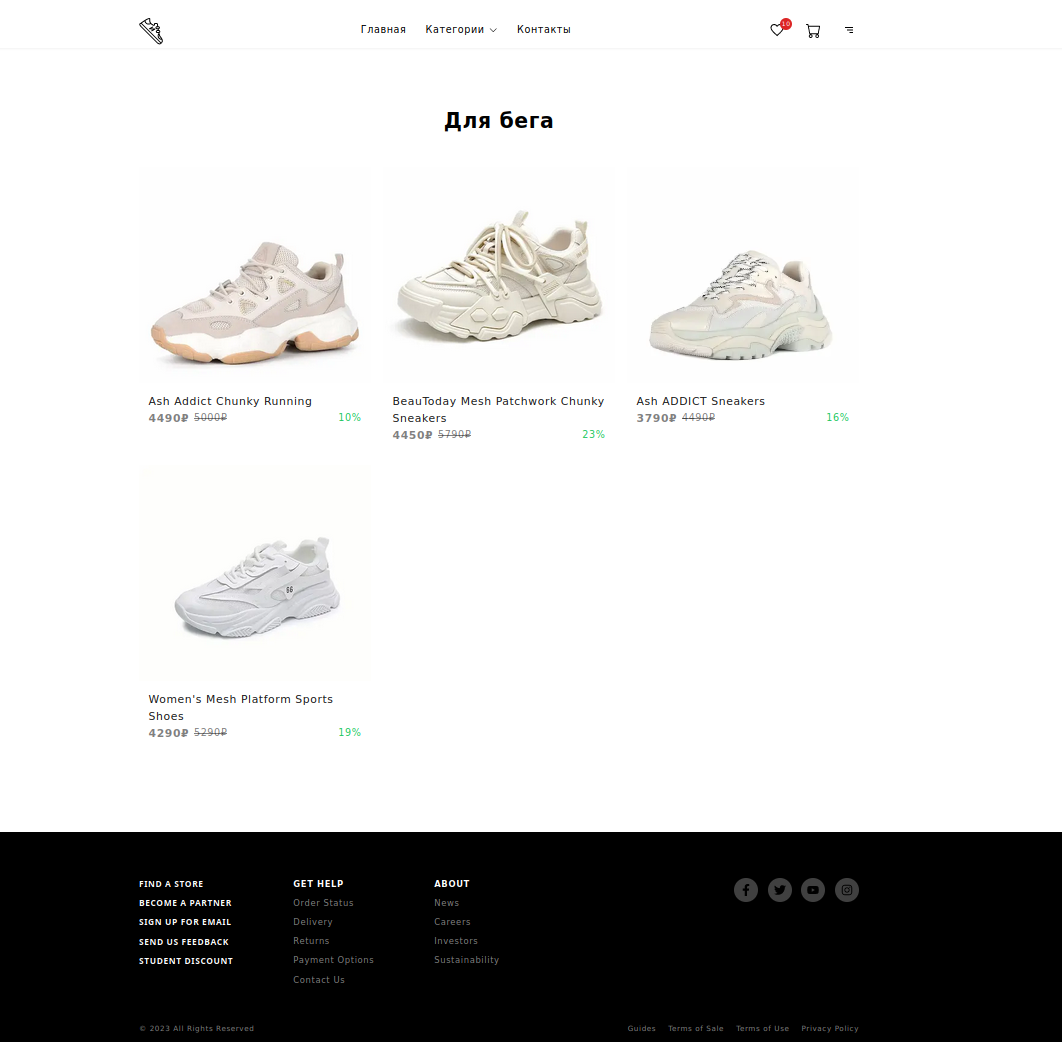 Главная Категории Контакты 10
Для бега
Ash Addict Chunky Running
4490₽ 5000₽ 10%
BeauToday Mesh Patchwork Chunky
Sneakers
4450₽ 5790₽ 23%
Ash ADDICT Sneakers
3790₽ 4490₽ 16%
Women's Mesh Platform Sports
Shoes
4290₽ 5290₽ 19%
FIND A STORE
BECOME A PARTNER
SIGN UP FOR EMAIL
SEND US FEEDBACK
STUDENT DISCOUNT
GET HELP
Order Status
Delivery
Returns
Payment Options
Contact Us
ABOUT
News
Careers
Investors
Sustainability
© 2023 All Rights Reserved
Guides Terms of Sale Terms of Use Privacy Policy